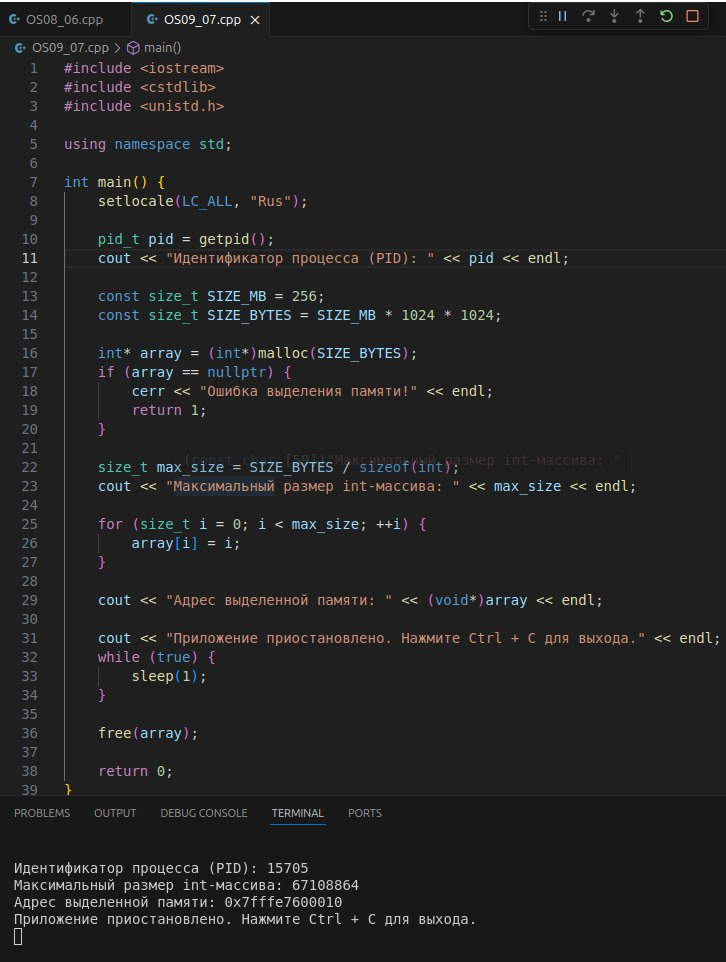 OS08_06.cpp
OS09_07.cpp ×
OS09_07.cpp > main()
1 #include <iostream>
2 #include <cstdlib>
3 #include <unistd.h>
4
5 using namespace std;
6
7 int main() {
8 setlocale(LC_ALL, "Rus");
9
10 pid_t pid = getpid();
11 cout << "Идентификатор процесса (PID): " << pid << endl;
12
13 const size_t SIZE_MB = 256;
14 const size_t SIZE_BYTES = SIZE_MB * 1024 * 1024;
15
16 int* array = (int*)malloc(SIZE_BYTES);
17 if (array == nullptr) {
18 cerr << "Ошибка выделения памяти!" << endl;
19 return 1;
20 }
21
(const char [59])"Максимальный размер int-массива: "
22 size_t max_size = SIZE_BYTES / sizeof(int);
23 cout << "Максимальный размер int-массива: " << max_size << endl;
24
25 for (size_t i = 0; i < max_size; ++i) {
26 array[i] = i;
27 }
28
29 cout << "Адрес выделенной памяти: " << (void*)array << endl;
30
31 cout << "Приложение приостановлено. Нажмите Ctrl + C для выхода." << endl;
32 while (true) {
33 sleep(1);
34 }
35
36 free(array);
37
38 return 0;
39 }
PROBLEMS OUTPUT DEBUG CONSOLE TERMINAL PORTS
Идентификатор процесса (PID): 15705
Максимальный размер int-массива: 67108864
Адрес выделенной памяти: 0x7fffe7600010
Приложение приостановлено. Нажмите Ctrl + C для выхода.